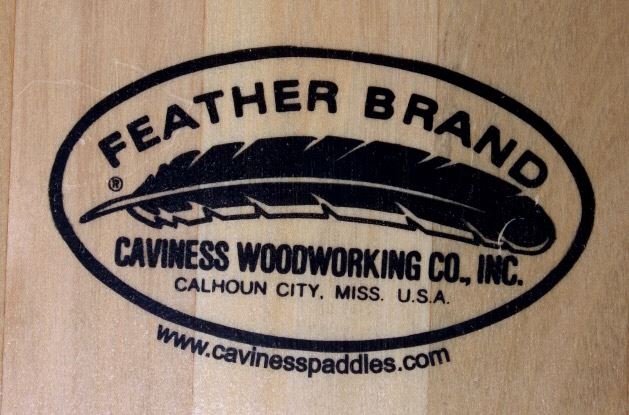 FEATHER BRAND
®
CAVINESS WOODWORKING CO., INC.
CALHOUN CITY, MISS. U.S.A.
www.cavinesspaddles.com